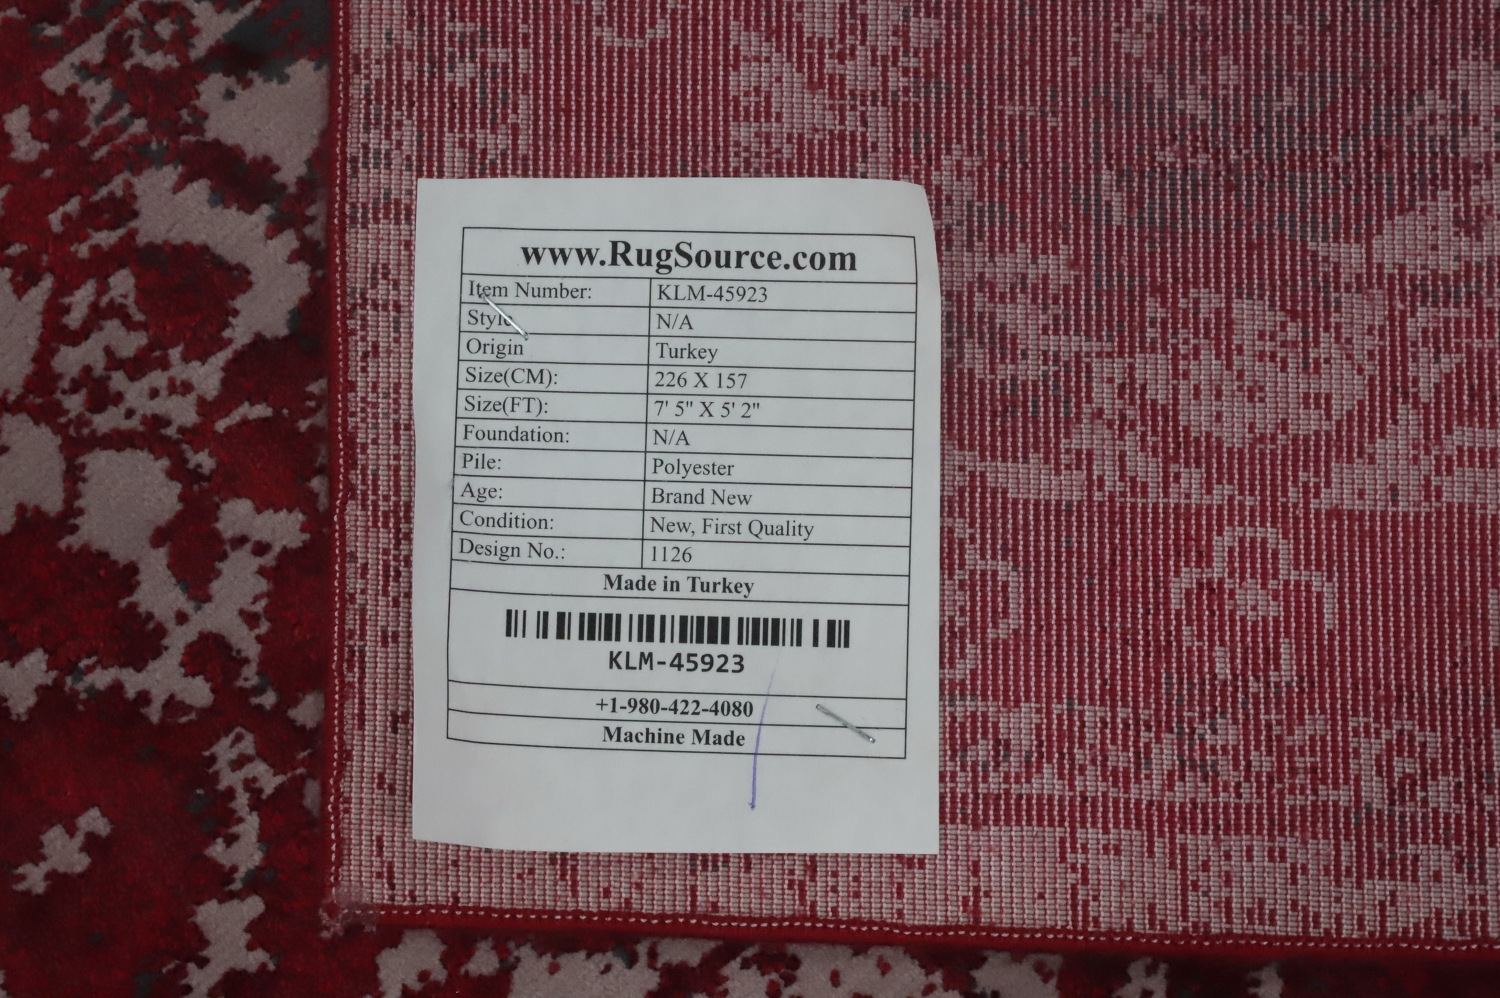 www.RugSource.com
Item Number: KLM-45923
Style N/A
Origin Turkey
Size(CM): 226 X 157
Size(FT): 7' 5" X 5' 2"
Foundation: N/A
Pile: Polyester
Age: Brand New
Condition: New, First Quality
Design No.: 1126
Made in Turkey
KLM-45923
+1-980-422-4080
Machine Made